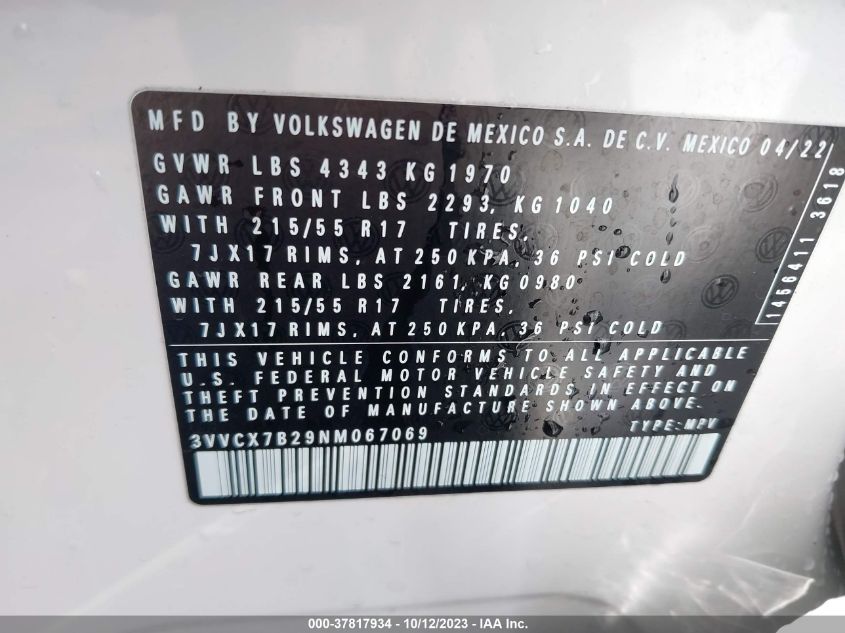 MFD BY VOLKSWAGEN DE MEXICO S.A. DE C.V. MEXICO 04/22
GVWR LBS 4343 KG 1970
GAWR FRONT LBS 2293, KG 1040
WITH 215/55 R17 TIRES,
7JX17 RIMS, AT 250 KPA, 36 PSI COLD
GAWR REAR LBS 2161, KG 0980
WITH 215/55 R17 TIRES,
7JX17 RIMS, AT 250 KPA, 36 PSI COLD
1456411 3618
THIS VEHICLE CONFORMS TO ALL APPLICABLE
U.S. FEDERAL MOTOR VEHICLE SAFETY AND
THEFT PREVENTION STANDARDS IN EFFECT ON
THE DATE OF MANUFACTURE SHOWN ABOVE.
3VVCX7B29NM067069 TYPE: MPV
000-37817934 - 10/12/2023 - IAA Inc.